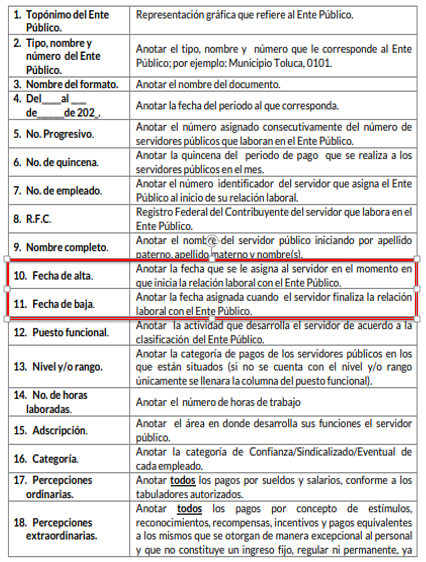 1. Topónimo del Ente Público.
Representación gráfica que refiere al Ente Público.
2. Tipo, nombre y número del Ente Público.
Anotar el tipo, nombre y número que le corresponde al Ente
Público; por ejemplo: Municipio Toluca, 0101.
3. Nombre del formato.
Anotar el nombre del documento.
4. Del____al ___
de______de 202_.
Anotar la fecha del periodo al que corresponda.
5. No. Progresivo.
Anotar el número asignado consecutivamente del número de
servidores públicos que laboran en el Ente Público.
6. No. de quincena.
Anotar la quincena del periodo de pago que se realiza a los
servidores públicos en el mes.
7. No. de empleado.
Anotar el número identificador del servidor que asigna el Ente
Público al inicio de su relación laboral.
8. R.F.C.
Registro Federal del Contribuyente del servidor que labora en el
Ente Público.
9. Nombre completo.
Anotar el nombre del servidor público iniciando por apellido
paterno, apellido materno y nombre(s).
10. Fecha de alta.
Anotar la fecha que se le asigna al servidor en el momento en
que inicia la relación laboral con el Ente Público.
11. Fecha de baja.
Anotar la fecha asignada cuando el servidor finaliza la relación
laboral con el Ente Público.
12. Puesto funcional.
Anotar la actividad que desarrolla el servidor de acuerdo a la
clasificación del Ente Público.
13. Nivel y/o rango.
Anotar la categoría de pagos de los servidores públicos en los
que están situados (si no se cuenta con el nivel y/o rango
únicamente se llenara la columna del puesto funcional).
14. No. de horas
laboradas.
Anotar el número de horas de trabajo
15. Adscripción.
Anotar el área en donde desarrolla sus funciones el servidor
público.
16. Categoría.
Anotar la categoría de Confianza/Sindicalizado/Eventual de
cada empleado.
17. Percepciones
ordinarias.
Anotar todos los pagos por sueldos y salarios, conforme a los
tabuladores autorizados.
18. Percepciones
extraordinarias.
Anotar todos los pagos por concepto de estímulos,
reconocimientos, recompensas, incentivos y pagos equivalentes
a los mismos que se otorgan de manera excepcional al personal
y que no constituye un ingreso fijo, regular ni permanente, ya